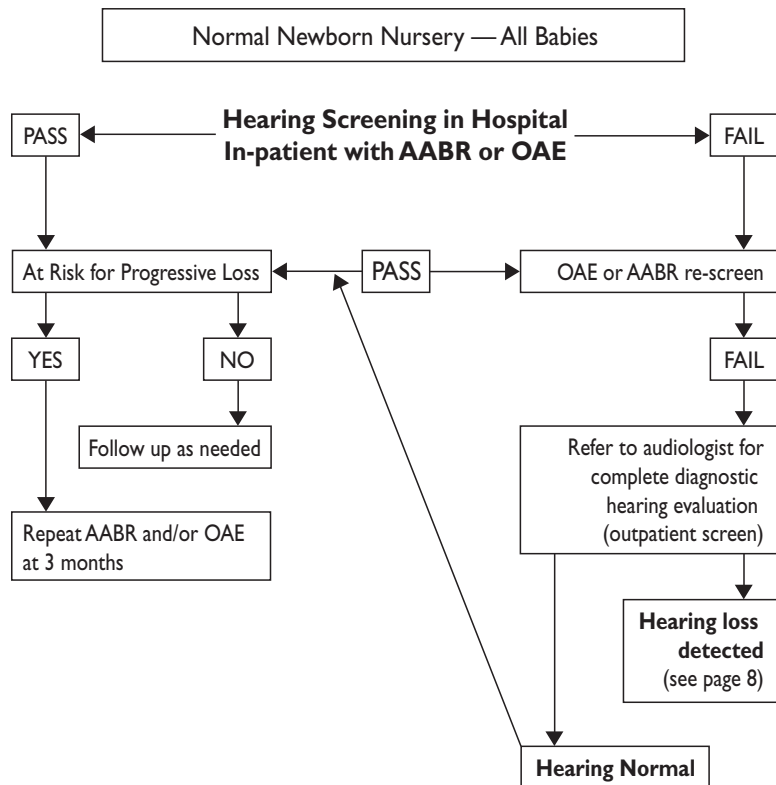 Normal Newborn Nursery — All Babies
PASS
Hearing Screening in Hospital
In-patient with AABR or OAE
FAIL
At Risk for Progressive Loss
PASS
OAE or AABR re-screen
YES
NO
FAIL
Follow up as needed
Refer to audiologist for
complete diagnostic
hearing evaluation
(outpatient screen)
Repeat AABR and/or OAE
at 3 months
Hearing loss
detected
(see page 8)
Hearing Normal